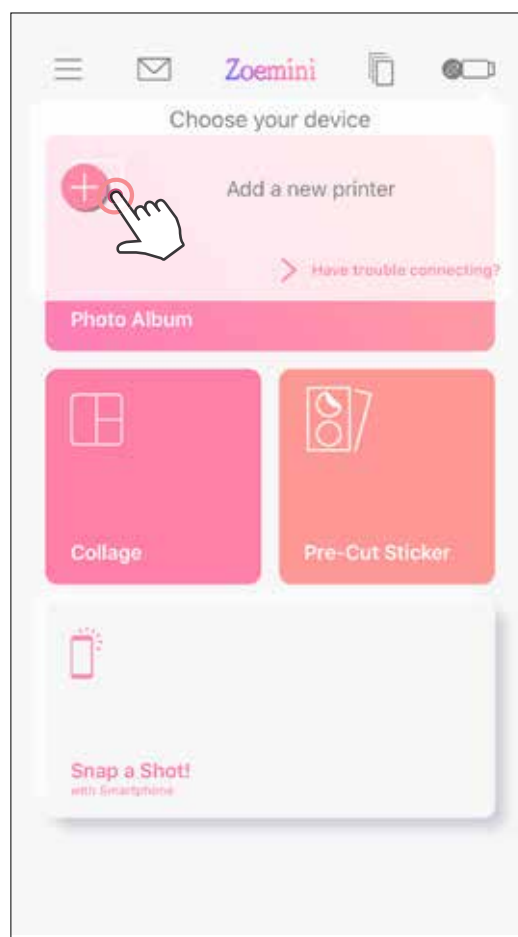 Zoemini
Choose your device
Add a new printer
Have trouble connecting?
Photo Album
Collage
Pre-Cut Sticker
Snap a Shot!
with Smartphone